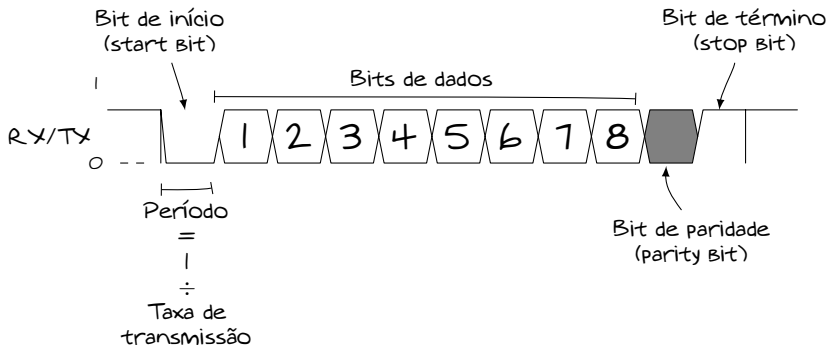 Bit de início
(start Bit)
Bit de término
(stop Bit)
Bits de dados
1
RX/TX
0
1 2 3 4 5 6 7 8
Período
=
1
÷
Taxa de
transmissão
Bit de paridade
(parity Bit)